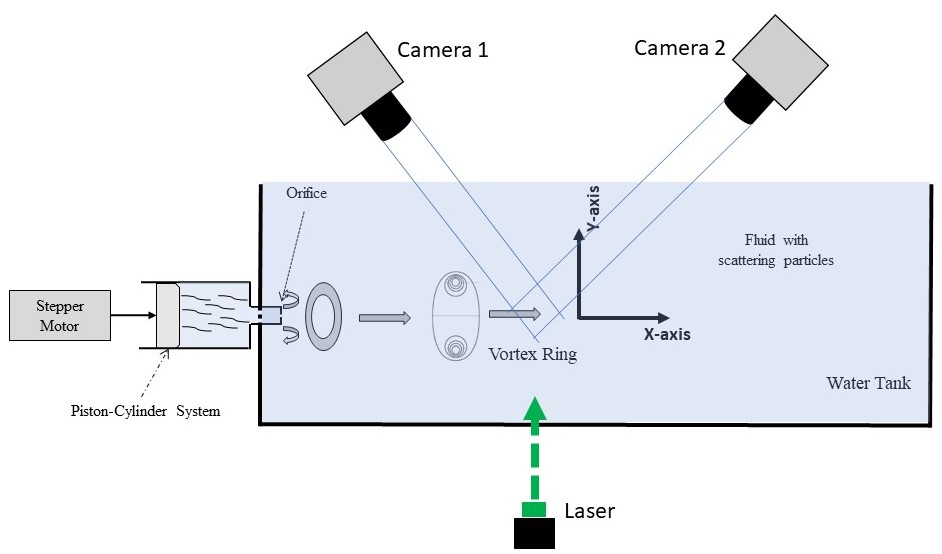 Camera 1
Camera 2
Orifice
Y-axis
Fluid with
scattering particles
Stepper
Motor
X-axis
Vortex Ring
Water Tank
Piston-Cylinder System
Laser